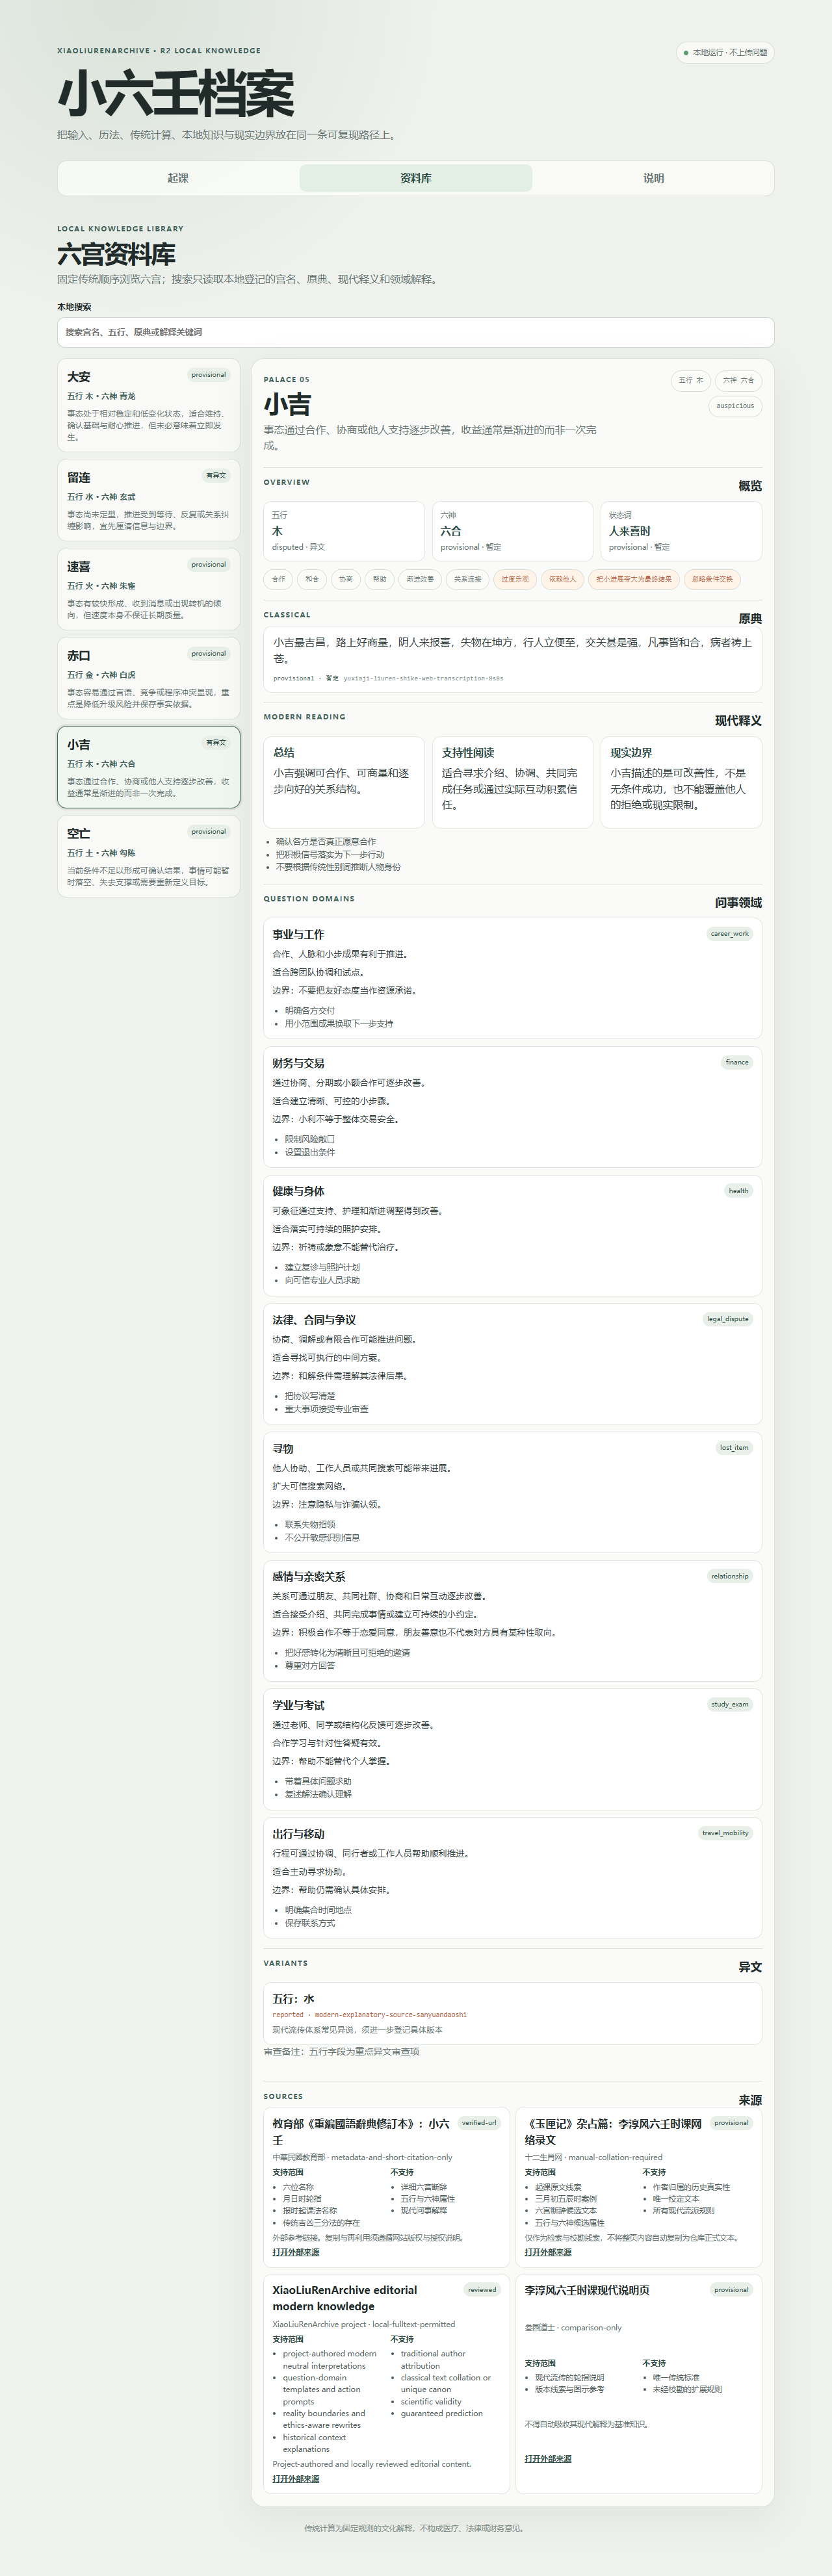 XIAOLIURENARCHIVE • R2 LOCAL KNOWLEDGE
本地运行 · 不上传问题
小六壬档案
把输入、历法、传统计算、本地知识与现实边界放在同一条可复现路径上。
起课
资料库
说明
LOCAL KNOWLEDGE LIBRARY
六宫资料库
固定传统顺序浏览六宫；搜索只读取本地登记的宫名、原典、现代释义和领域解释。
本地搜索
搜索宫名、五行、原典或解释关键词
大安
provisional
五行 木 · 六神 青龙
事态处于相对稳定和低变化状态，适合维持、
确认基础与耐心推进，但未必意味着立即发
生。
留连
有异文
五行 水 · 六神 玄武
事态尚未定型，推进受到等待、反复或关系纠
缠影响，宜先厘清信息与边界。
速喜
provisional
五行 火 · 六神 朱雀
事态有较快形成、收到消息或出现转机的倾
向，但速度本身不保证长期质量。
赤口
provisional
五行 金 · 六神 白虎
事态容易通过言语、竞争或程序冲突显现，重
点是降低升级风险并保存事实依据。
小吉
有异文
五行 木 · 六神 六合
事态通过合作、协商或他人支持逐步改善，收
益通常是渐进的而非一次完成。
空亡
provisional
五行 土 · 六神 勾陈
当前条件不足以形成可确认结果，事情可能暂
时落空、失去支撑或需要重新定义目标。
PALACE 05
五行 木
六神 六合
auspicious
小吉
事态通过合作、协商或他人支持逐步改善，收益通常是渐进的而非一次完
成。
OVERVIEW
概览
五行
木
disputed · 异文
六神
六合
provisional · 暂定
状态词
人来喜时
provisional · 暂定
合作
和合
协商
帮助
渐进改善
关系连接
过度乐观
依赖他人
把小进展夸大为最终结果
忽略条件交换
CLASSICAL
原典
小吉最吉昌，路上好商量，阴人来报喜，失物在坤方，行人立便至，交关甚是强，凡事皆和合，病者祷上
苍。
provisional · 暂定 yuxiaji-liuren-shike-web-transcription-8s8s
MODERN READING
现代释义
总结
小吉强调可合作、可商量和逐
步向好的关系结构。
支持性阅读
适合寻求介绍、协调、共同完
成任务或通过实际互动积累信
任。
现实边界
小吉描述的是可改善性，不是
无条件成功，也不能覆盖他人
的拒绝或现实限制。
• 确认各方是否真正愿意合作
• 把积极信号落实为下一步行动
• 不要根据传统性别词推断人物身份
QUESTION DOMAINS
问事领域
事业与工作
career_work
合作、人脉和小步成果有利于推进。
适合跨团队协调和试点。
边界：不要把友好态度当作资源承诺。
• 明确各方交付
• 用小范围成果换取下一步支持
财务与交易
finance
通过协商、分期或小额合作可逐步改善。
适合建立清晰、可控的小步骤。
边界：小利不等于整体交易安全。
• 限制风险敞口
• 设置退出条件
健康与身体
health
可象征通过支持、护理和渐进调整得到改善。
适合落实可持续的照护安排。
边界：祈祷或象意不能替代治疗。
• 建立复诊与照护计划
• 向可信专业人员求助
法律、合同与争议
legal_dispute
协商、调解或有限合作可能推进问题。
适合寻找可执行的中间方案。
边界：和解条件需理解其法律后果。
• 把协议写清楚
• 重大事项接受专业审查
寻物
lost_item
他人协助、工作人员或共同搜索可能带来进展。
扩大可信搜索网络。
边界：注意隐私与诈骗认领。
• 联系失物招领
• 不公开敏感识别信息
感情与亲密关系
relationship
关系可通过朋友、共同社群、协商和日常互动逐步改善。
适合接受介绍、共同完成事情或建立可持续的小约定。
边界：积极合作不等于恋爱同意，朋友善意也不代表对方具有某种性取向。
• 把好感转化为清晰且可拒绝的邀请
• 尊重对方回答
学业与考试
study_exam
通过老师、同学或结构化反馈可逐步改善。
合作学习与针对性答疑有效。
边界：帮助不能替代个人掌握。
• 带着具体问题求助
• 复述解法确认理解
出行与移动
travel_mobility
行程可通过协调、同行者或工作人员帮助顺利推进。
适合主动寻求协助。
边界：帮助仍需确认具体安排。
• 明确集合时间地点
• 保存联系方式
VARIANTS
异文
五行：水
reported · modern-explanatory-source-sanyuandaoshi
现代流传体系常见异说，须进一步登记具体版本
审查备注：五行字段为重点异文审查项
SOURCES
来源
教育部《重編國語辭典修訂本》：小六
壬
verified-url
中華民國教育部 · metadata-and-short-citation-only
支持范围
• 六位名称
• 月日时轮指
• 报时起课法名称
• 传统吉凶三分法的存在
不支持
• 详细六宫断辞
• 五行与六神属性
• 现代问事解释
外部参考链接。复制与再利用须遵循网站版权与授权说明。
打开外部来源
《玉匣记》杂占篇：李淳风六壬时课网
络录文
provisional
十二生肖网 · manual-collation-required
支持范围
• 起课原文线索
• 三月初五辰时案例
• 六宫断辞候选文本
• 五行与六神候选属性
不支持
• 作者归属的历史真实性
• 唯一校定文本
• 所有现代流派规则
仅作为检索与校勘线索，不将整页内容自动复制为仓库正式文本。
打开外部来源
XiaoLiuRenArchive editorial
modern knowledge
reviewed
XiaoLiuRenArchive project · local-fulltext-permitted
支持范围
• project-authored modern
neutral interpretations
• question-domain
templates and action
prompts
• reality boundaries and
ethics-aware rewrites
• historical context
explanations
不支持
• traditional author
attribution
• classical text collation or
unique canon
• scientific validity
• guaranteed prediction
Project-authored and locally reviewed editorial content.
打开外部来源
李淳风六壬时课现代说明页
provisional
叁圆道士 · comparison-only
支持范围
• 现代流传的轮指说明
• 版本线索与图示参考
不支持
• 唯一传统标准
• 未经校勘的扩展规则
不得自动吸收其现代解释为基准知识。
打开外部来源
传统计算为固定规则的文化解释，不构成医疗、法律或财务意见。